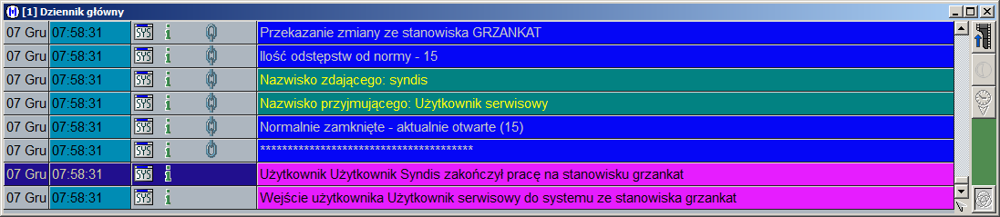 [1] Dziennik główny
07 Gru 07:58:31 SYS i Przekazanie zmiany ze stanowiska GRZANKAT
07 Gru 07:58:31 SYS i Ilość odstępstw od normy - 15
07 Gru 07:58:31 SYS i Nazwisko zdającego: syndis
07 Gru 07:58:31 SYS i Nazwisko przyjmującego: Użytkownik serwisowy
07 Gru 07:58:31 SYS i Normalnie zamknięte - aktualnie otwarte (15)
07 Gru 07:58:31 SYS i ***************************************
07 Gru 07:58:31 SYS i Użytkownik Użytkownik Syndis zakończył pracę na stanowisku grzankat
07 Gru 07:58:31 SYS i Wejście użytkownika Użytkownik serwisowy do systemu ze stanowiska grzankat